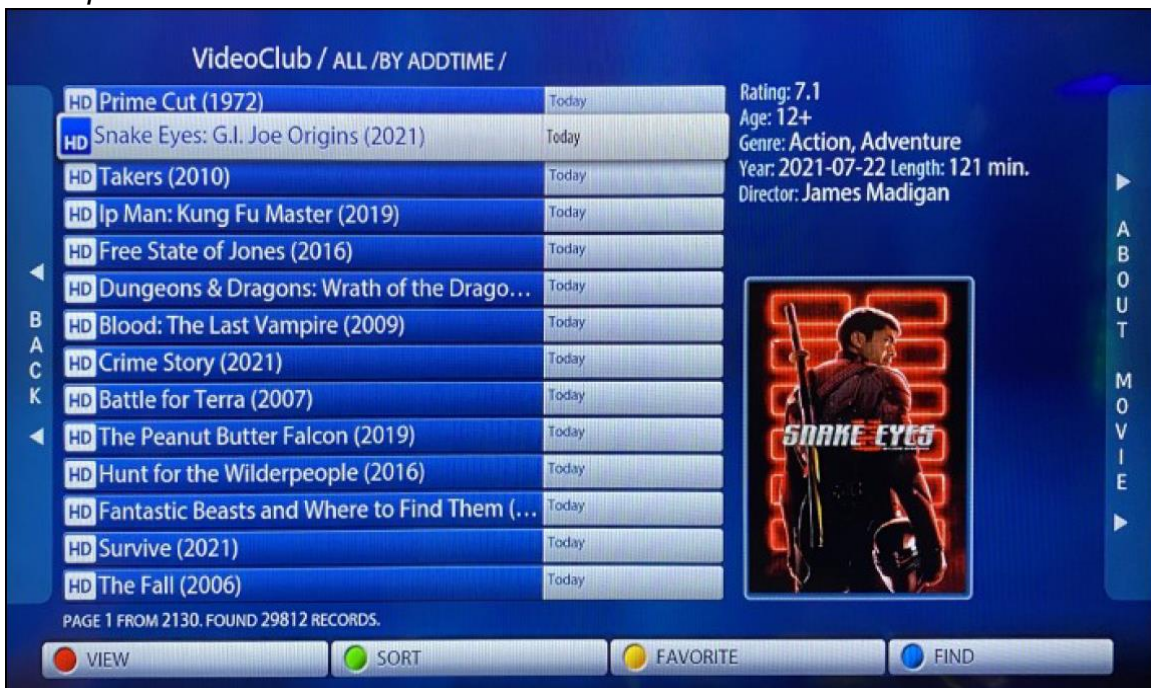 VideoClub / ALL /BY ADDTIME /
HD Prime Cut (1972) Today
HD Snake Eyes: G.I. Joe Origins (2021) Today
HD Takers (2010) Today
HD Ip Man: Kung Fu Master (2019) Today
HD Free State of Jones (2016) Today
HD Dungeons & Dragons: Wrath of the Drago... Today
HD Blood: The Last Vampire (2009) Today
HD Crime Story (2021) Today
HD Battle for Terra (2007) Today
HD The Peanut Butter Falcon (2019) Today
HD Hunt for the Wilderpeople (2016) Today
HD Fantastic Beasts and Where to Find Them (... Today
HD Survive (2021) Today
HD The Fall (2006) Today
PAGE 1 FROM 2130. FOUND 29812 RECORDS.
Rating: 7.1
Age: 12+
Genre: Action, Adventure
Year: 2021-07-22 Length: 121 min.
Director: James Madigan
SNAKE EYES
BACK
ABOUT MOVIE
VIEW
SORT
FAVORITE
FIND